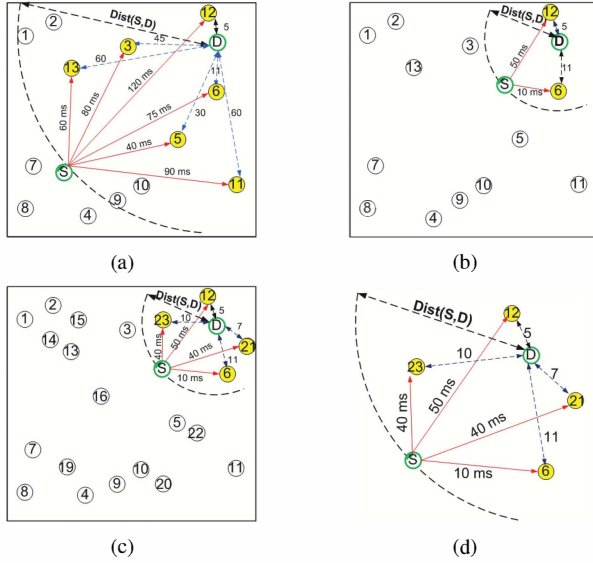 2
12
1
Dist(S,D)
5
3
45
D
13
60
120 ms
11
80 ms
6
60 ms
75 ms
30
60
5
40 ms
7
S
90 ms
10
11
9
8
4
(a)
2
12
Dist(S,D)
5
1
3
D
50 ms
13
11
S
10 ms
6
5
7
10
11
9
8
4
(b)
2
12
Dist(S,D)
1
15
3
23
10
5
D
7
14
13
40 ms
50 ms
40 ms
21
11
S
10 ms
6
16
5
22
7
19
10
11
8
4
9
20
(c)
12
Dist(S,D)
5
23
10
D
7
40 ms
50 ms
21
40 ms
11
S
10 ms
6
(d)